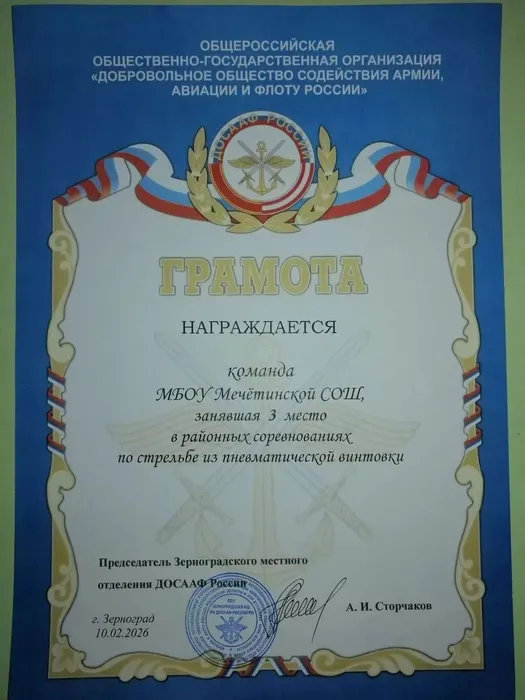 ОБЩЕРОССИЙСКАЯ
ОБЩЕСТВЕННО-ГОСУДАРСТВЕННАЯ ОРГАНИЗАЦИЯ
«ДОБРОВОЛЬНОЕ ОБЩЕСТВО СОДЕЙСТВИЯ АРМИИ,
АВИАЦИИ И ФЛОТУ РОССИИ»
ДОСААФ РОССИИ
ГРАМОТА
НАГРАЖДАЕТСЯ
команда
МБОУ Мечётинской СОШ,
занявшая 3 место
в районных соревнованиях
по стрельбе из пневматической винтовки
Председатель Зерноградского местного
отделения ДОСААФ России
А. И. Сторчаков
г. Зерноград
10.02.2026